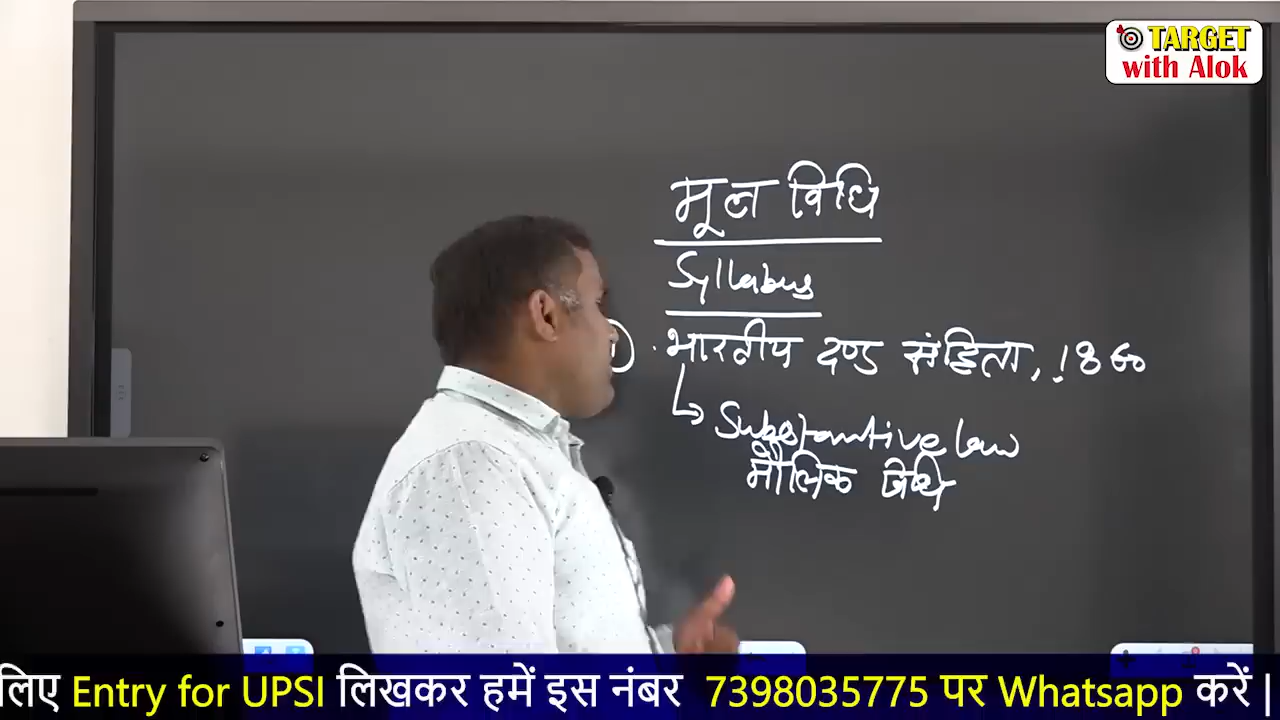 TARGET
with Alok
मूल विधि
Syllabus
1) . भारतीय दण्ड संहिता, 1860
Substantive law
मौलिक विधि
लिए Entry for UPSI लिखकर हमें इस नंबर 7398035775 पर Whatsapp करें |